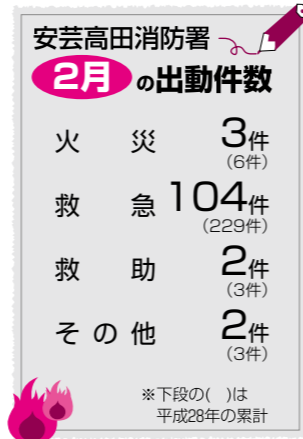 安芸高田消防署
2月の出動件数
火災 3件
(6件)
救急 104件
(229件)
救助 2件
(3件)
その他 2件
(3件)
※下段の( )は
平成28年の累計